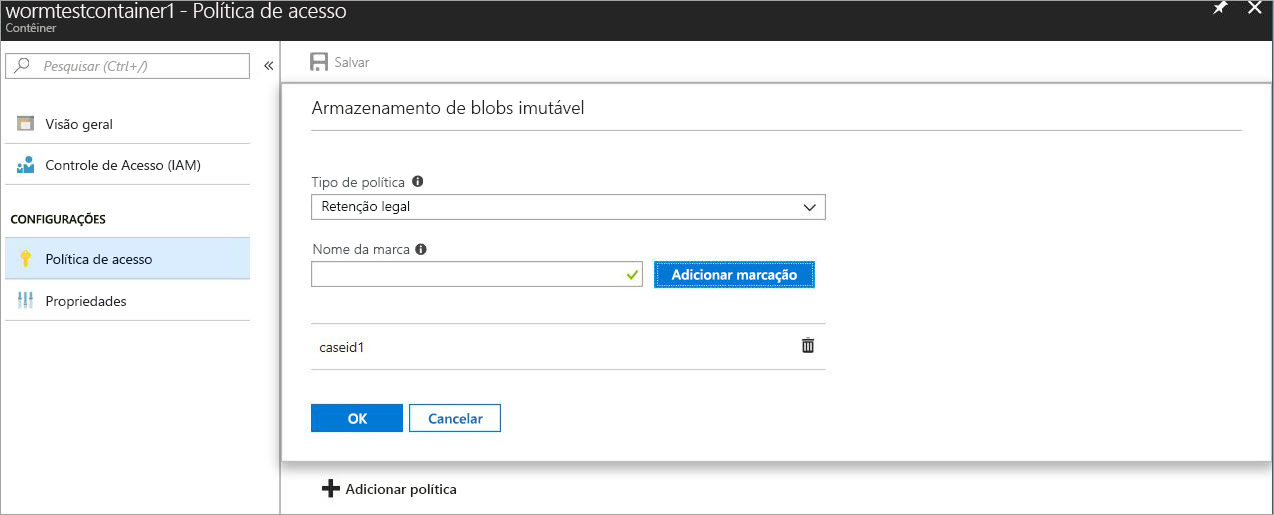 wormtestcontainer1 - Política de acesso
Contêiner
Pesquisar (Ctrl+/)
«
Visão geral
Controle de Acesso (IAM)
CONFIGURAÇÕES
Política de acesso
Propriedades
Salvar
Armazenamento de blobs imutável
Tipo de política
Retenção legal
Nome da marca
Adicionar marcação
caseid1
OK Cancelar
Adicionar política